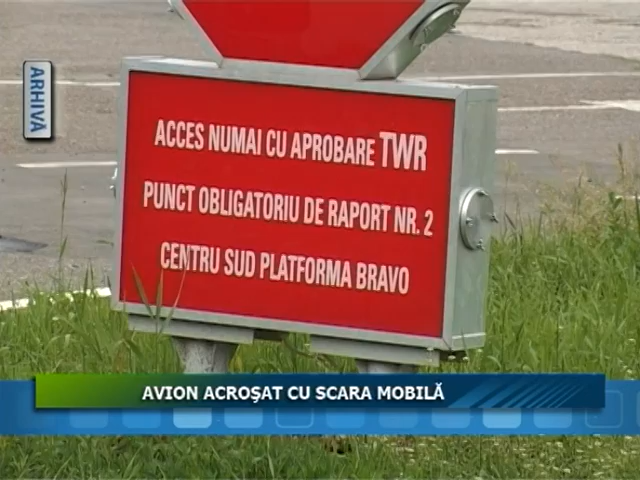 ARHIVĂ
ACCES NUMAI CU APROBARE TWR
PUNCT OBLIGATORIU DE RAPORT NR. 2
CENTRU SUD PLATFORMA BRAVO
AVION ACROŞAT CU SCARA MOBILĂ